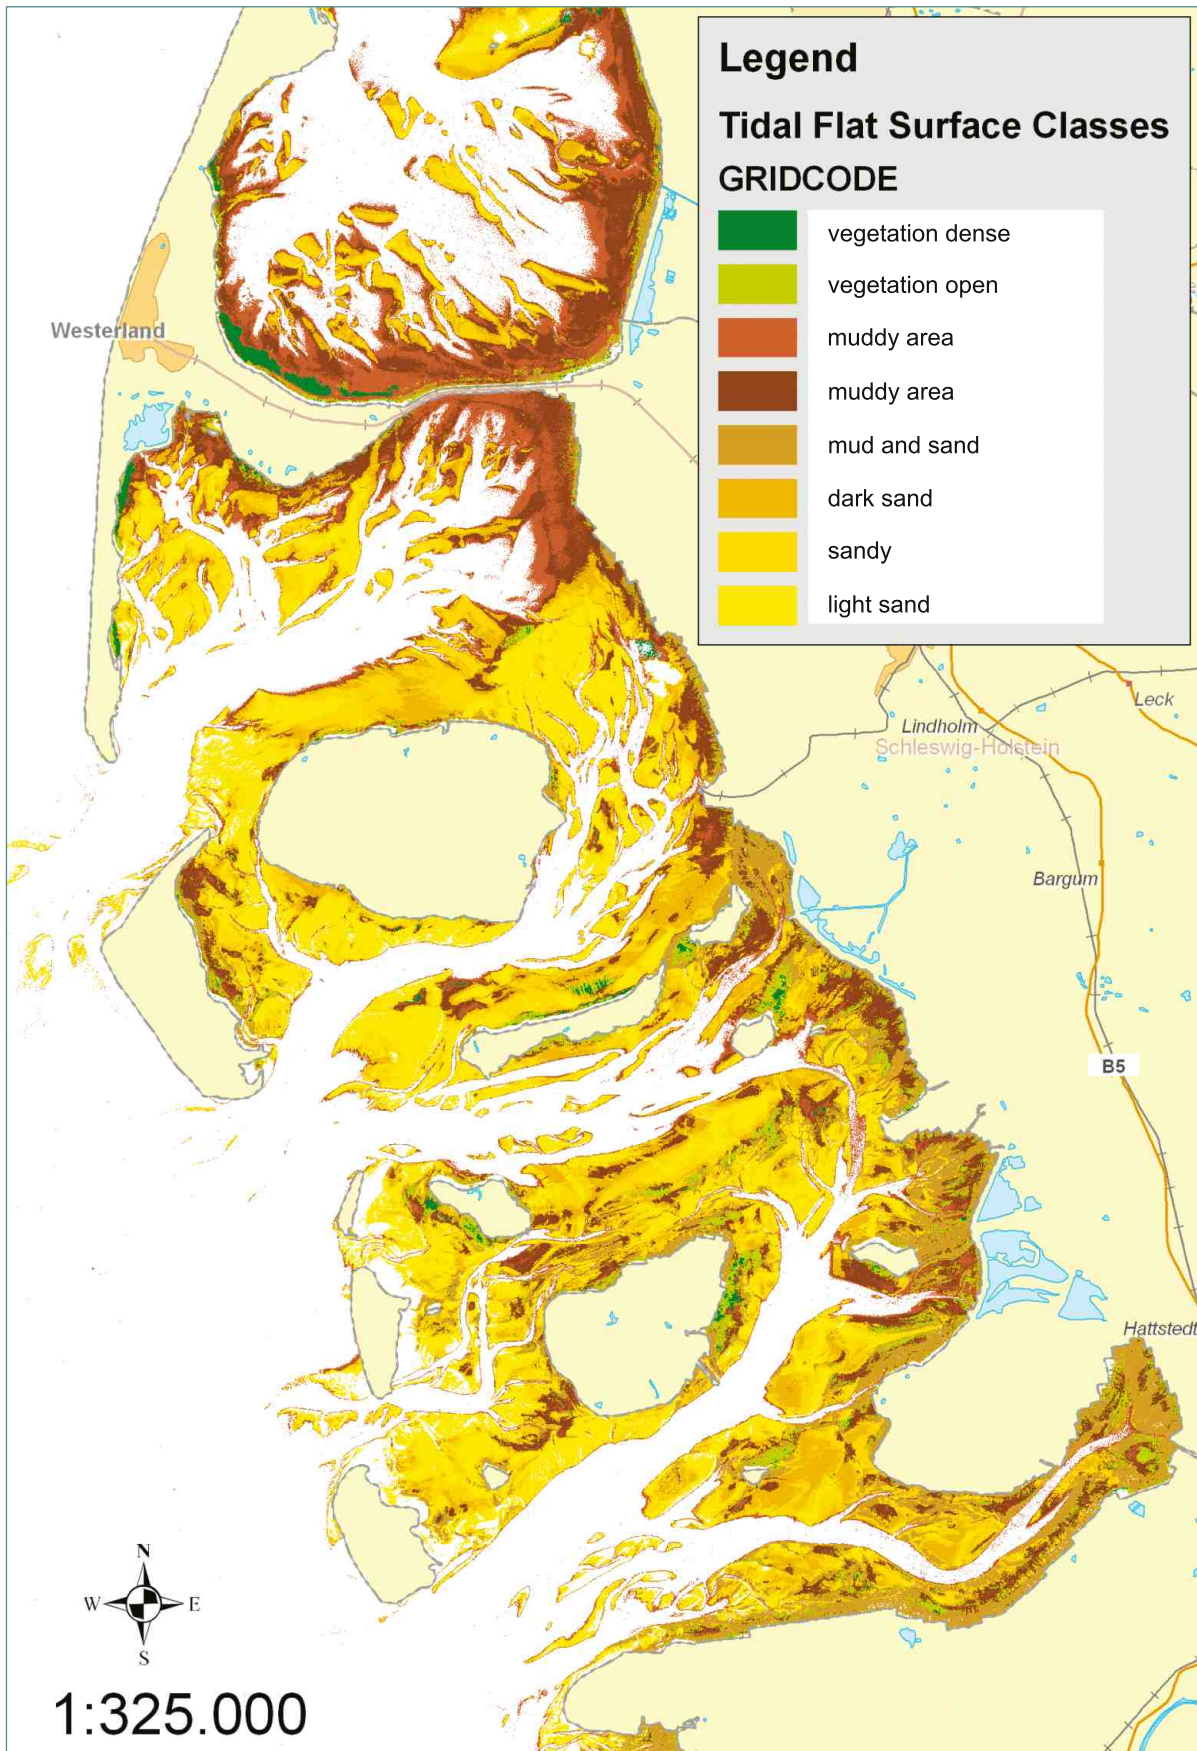 Legend
Tidal Flat Surface Classes
GRIDCODE
vegetation dense
vegetation open
muddy area
muddy area
mud and sand
dark sand
sandy
light sand
Westerland
Leck
Lindholm
Schleswig-Holstein
Bargum
B5
Hattstedt
N
W E
S
1:325.000